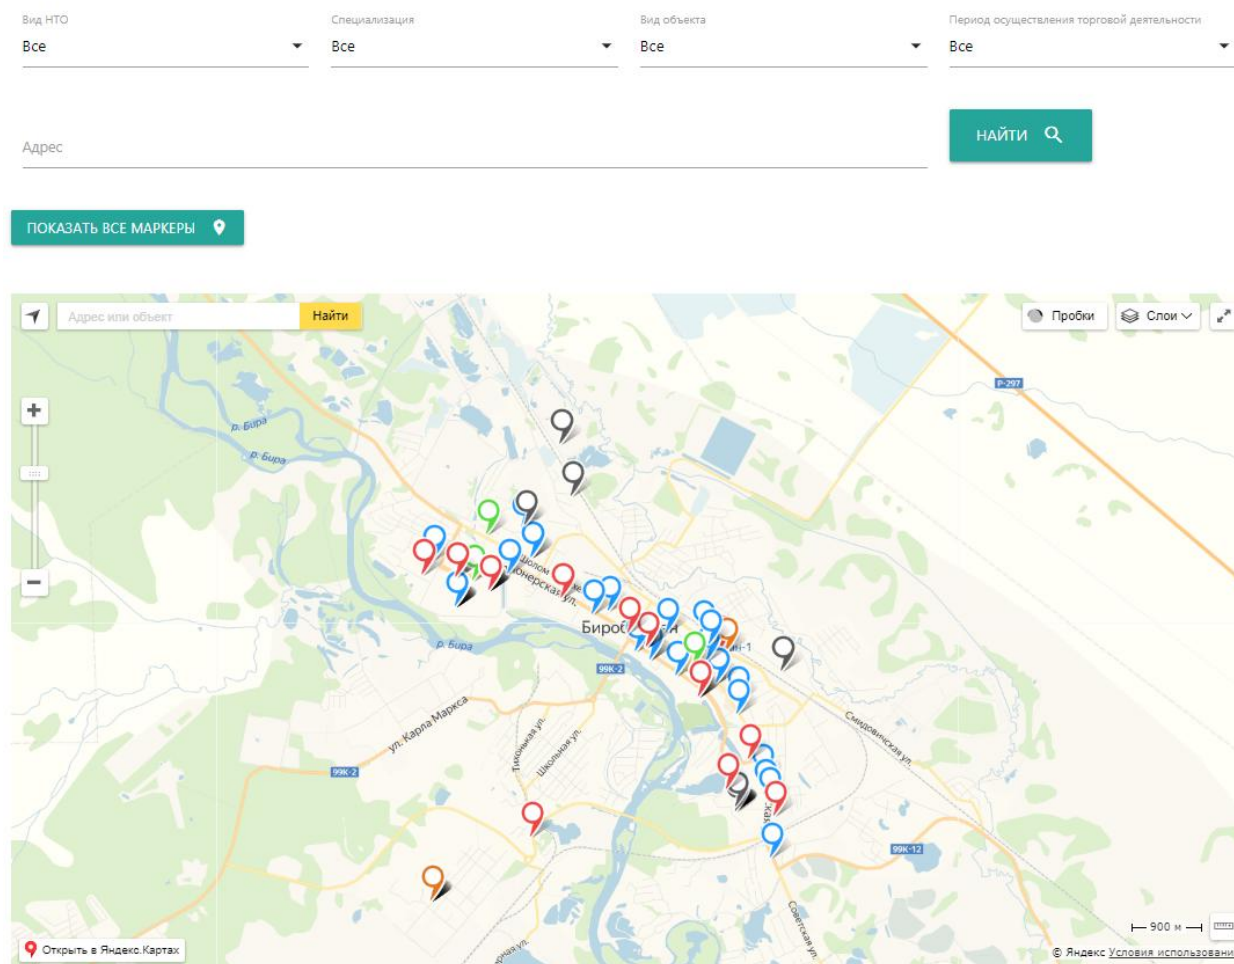 Вид НТО
Специализация
Вид объекта
Период осуществления торговой деятельности
Все
Все
Все
Все
Адрес
НАЙТИ
ПОКАЗАТЬ ВСЕ МАРКЕРЫ
Адрес или объект
Найти
Пробки
Слои
Р-297
р. Бира
р. Бира
Шолом
ул.
99К-2
р. Бира
ул. Карла Маркса
Тихонькая ул.
Школьная ул.
Смидовичская ул.
99К-2
99К-12
Советская ул.
900 м
Открыть в Яндекс.Картах
© Яндекс Условия использовани